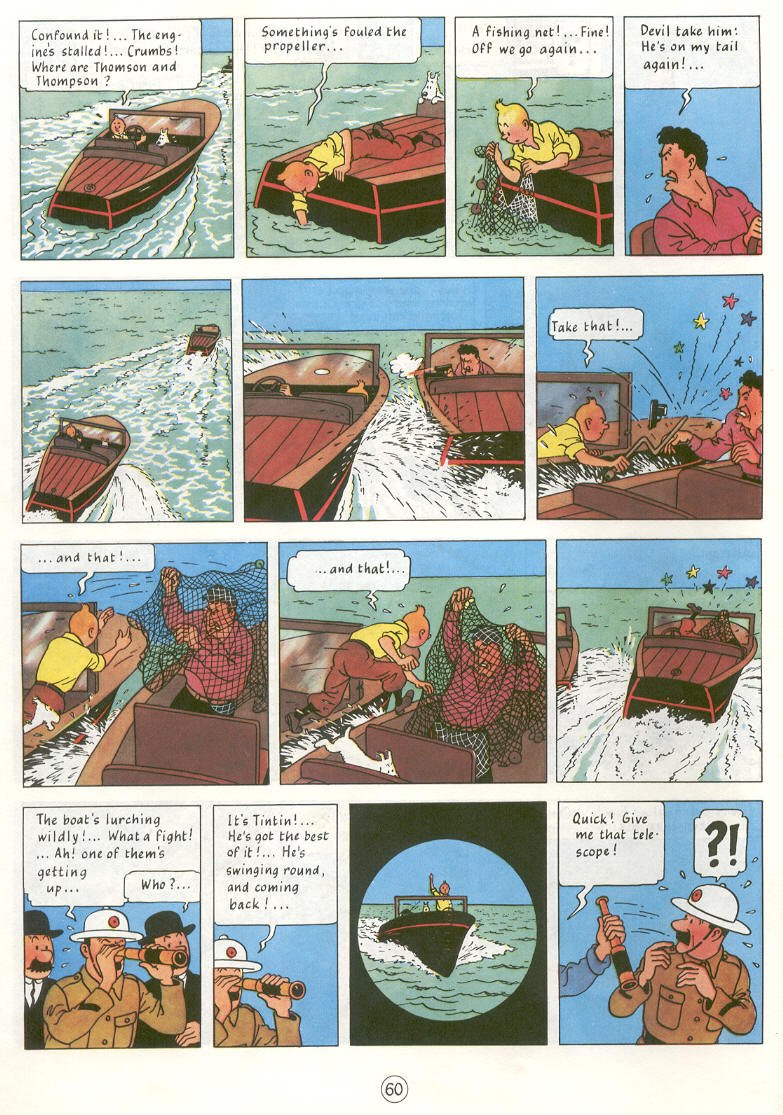 Confound it!... The eng-
ine's stalled!... Crumbs!
Where are Thomson and
Thompson ?
Something's fouled the
propeller...
A fishing net!... Fine!
Off we go again...
Devil take him:
He's on my tail
again!...
Take that!...
...and that!...
...and that!...
The boat's lurching
wildly!... What a fight!
... Ah! one of them's
getting
up...
Who?...
It's Tintin!...
He's got the best
of it!... He's
swinging round,
and coming
back!...
Quick! Give
me that tele-
scope!
?!
60